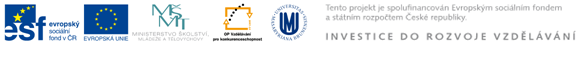 esf
evropský
sociální
fond v ČR
EVROPSKÁ UNIE
MINISTERSTVO ŠKOLSTVÍ,
MLÁDEŽE A TĚLOVÝCHOVY
OP Vzdělávání
pro konkurenceschopnost
Tento projekt je spolufinancován Evropským sociálním fondem
a státním rozpočtem České republiky.
INVESTICE DO ROZVOJE VZDĚLÁVÁNÍ